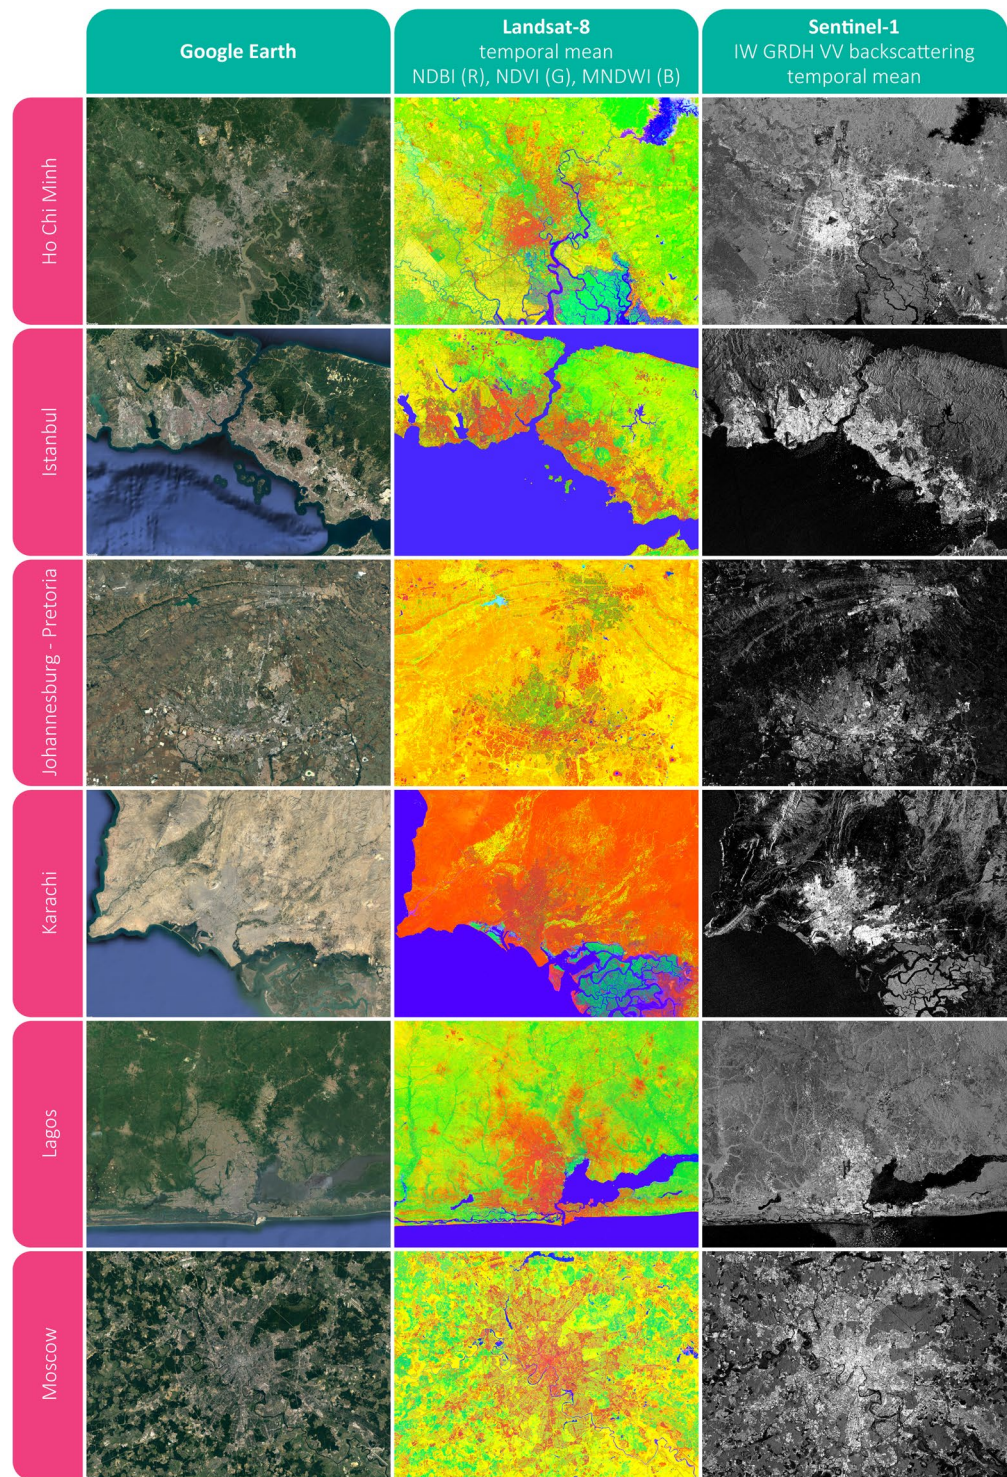 Google Earth
Landsat-8
temporal mean
NDBI (R), NDVI (G), MNDWI (B)
Sentinel-1
IW GRDH VV backscattering
temporal mean
Ho Chi Minh
Istanbul
Johannesburg - Pretoria
Karachi
Lagos
Moscow